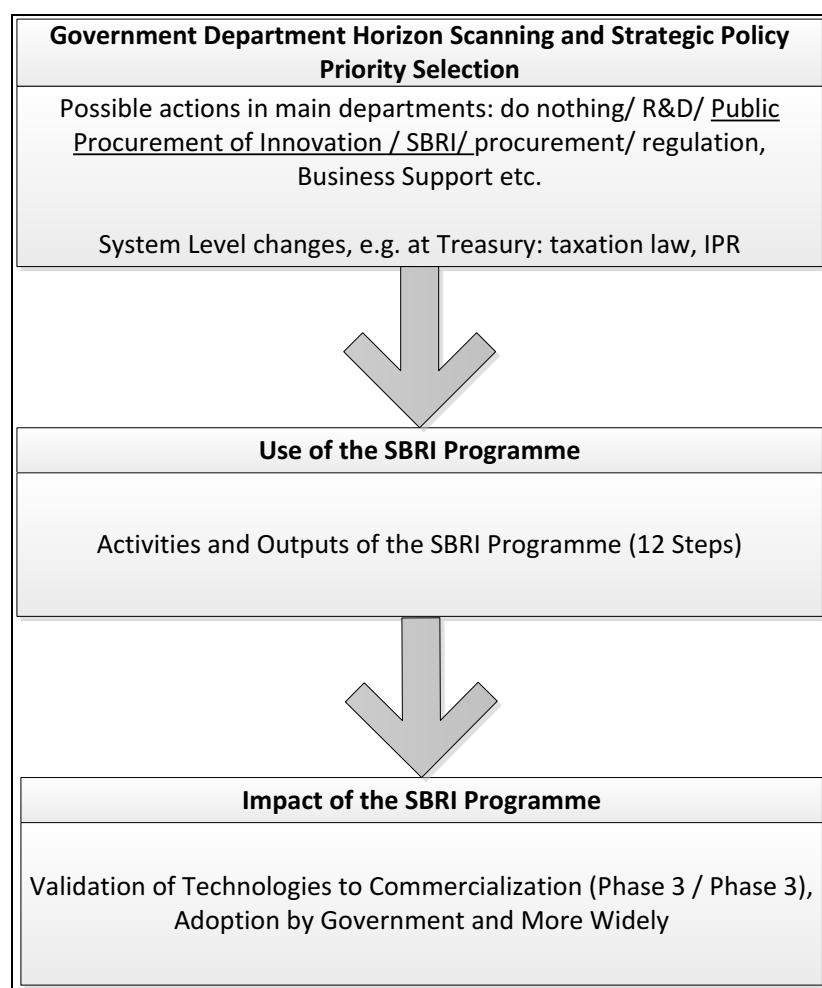 Government Department Horizon Scanning and Strategic Policy
Priority Selection
Possible actions in main departments: do nothing/ R&D/ Public
Procurement of Innovation / SBRI/ procurement/ regulation,
Business Support etc.
System Level changes, e.g. at Treasury: taxation law, IPR
Use of the SBRI Programme
Activities and Outputs of the SBRI Programme (12 Steps)
Impact of the SBRI Programme
Validation of Technologies to Commercialization (Phase 3 / Phase 3),
Adoption by Government and More Widely